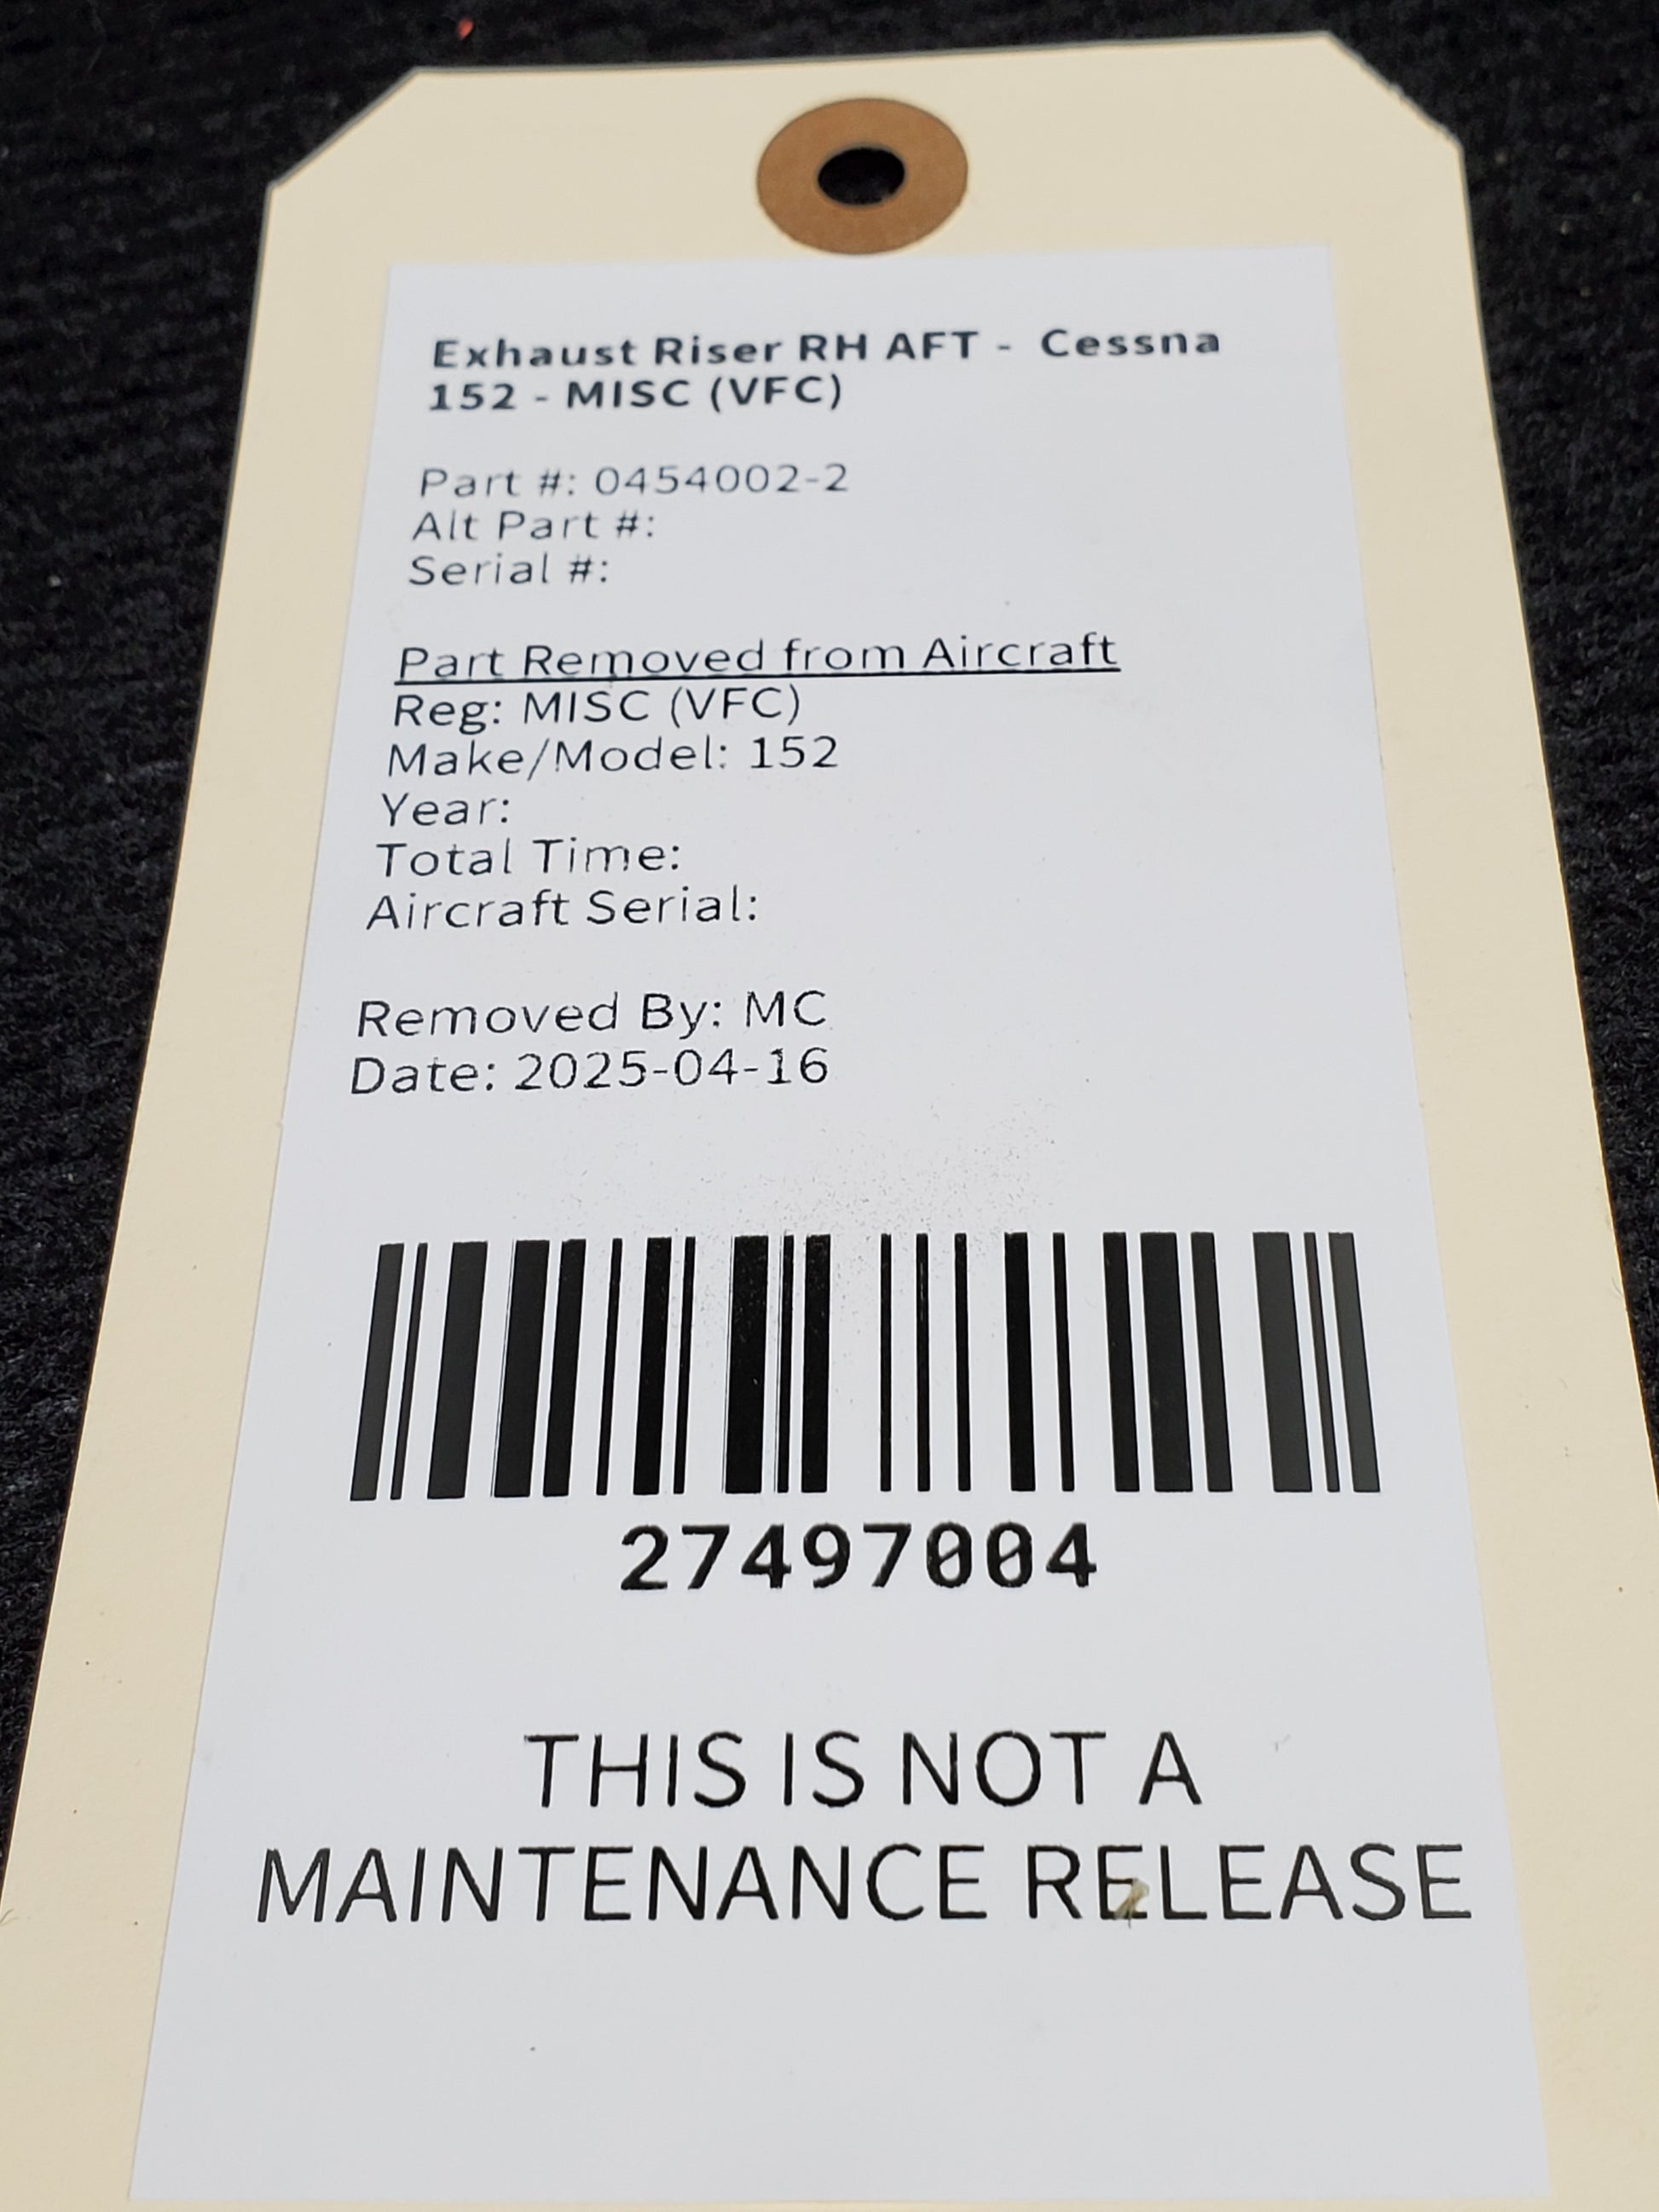 Exhaust Riser RH AFT - Cessna
152 - MISC (VFC)
Part #: 0454002-2
Alt Part #:
Serial #:
Part Removed from Aircraft
Reg: MISC (VFC)
Make/Model: 152
Year:
Total Time:
Aircraft Serial:
Removed By: MC
Date: 2025-04-16
27497004
THIS IS NOT A
MAINTENANCE RELEASE